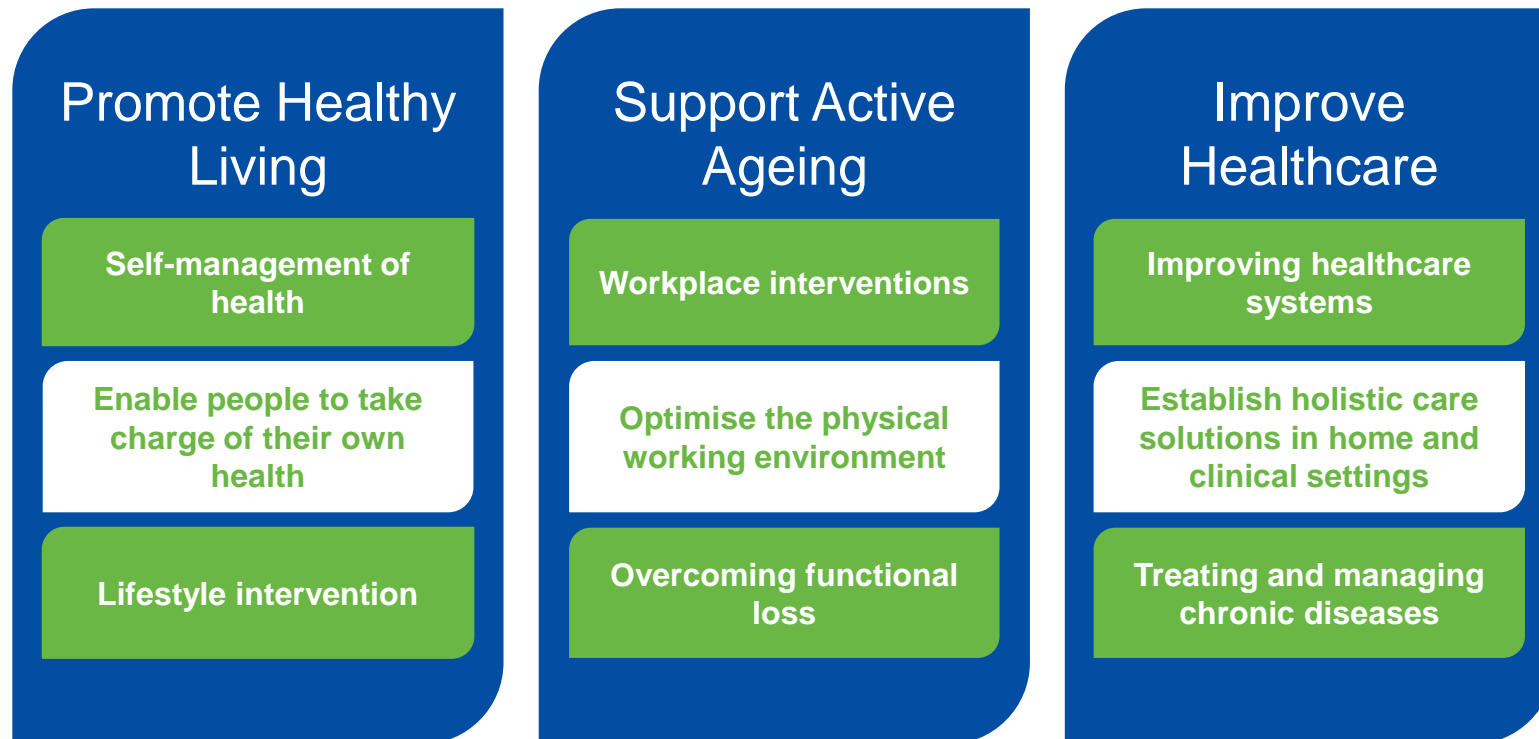 Promote Healthy
Living
Self-management of
health
Enable people to take
charge of their own
health
Lifestyle intervention
Support Active
Ageing
Workplace interventions
Optimise the physical
working environment
Overcoming functional
loss
Improve
Healthcare
Improving healthcare
systems
Establish holistic care
solutions in home and
clinical settings
Treating and managing
chronic diseases